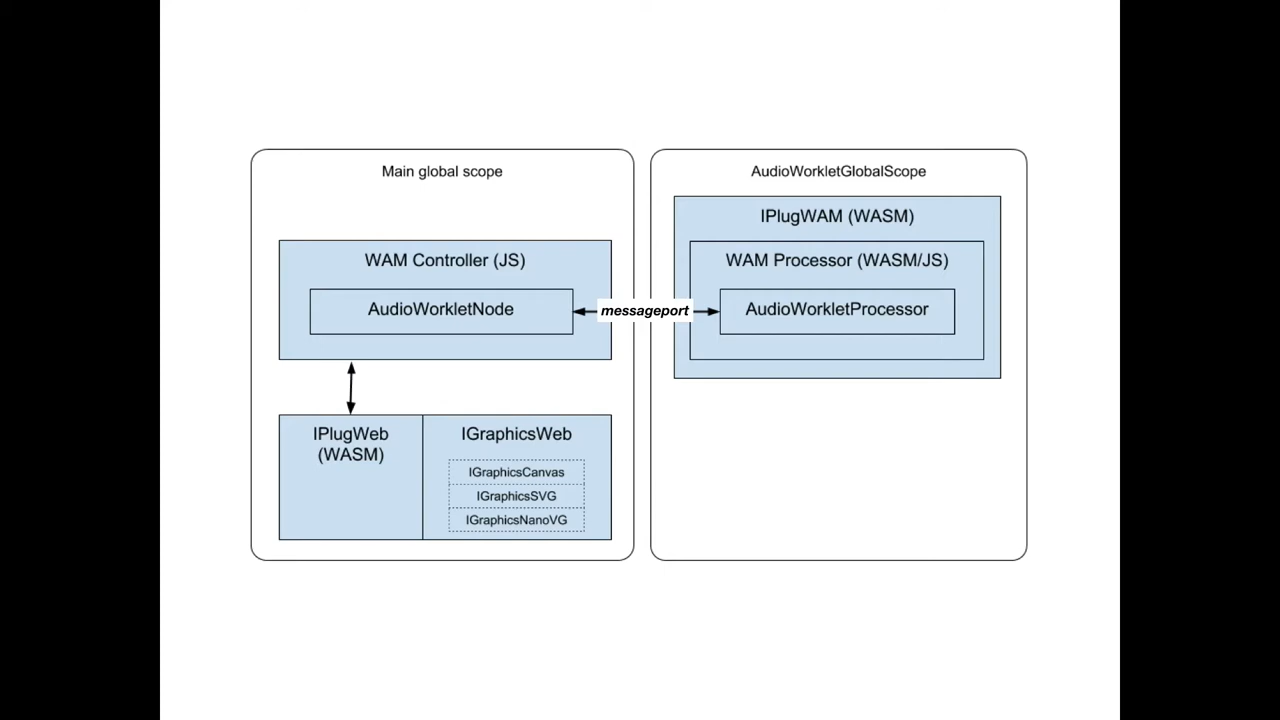 Main global scope
WAM Controller (JS)
AudioWorkletNode
IPlugWeb
(WASM)
IGraphicsWeb
IGraphicsCanvas
IGraphicsSVG
IGraphicsNanoVG
messageport
AudioWorkletGlobalScope
IPlugWAM (WASM)
WAM Processor (WASM/JS)
AudioWorkletProcessor